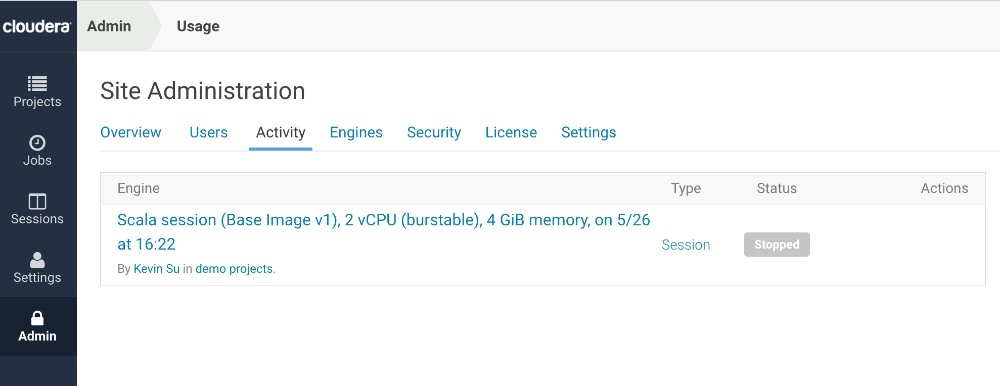 cloudera
Admin
Usage
Projects
Jobs
Sessions
Settings
Admin
Site Administration
Overview Users Activity Engines Security License Settings
Engine Type Status Actions
Scala session (Base Image v1), 2 vCPU (burstable), 4 GiB memory, on 5/26
at 16:22
Session
Stopped
By Kevin Su in demo projects.